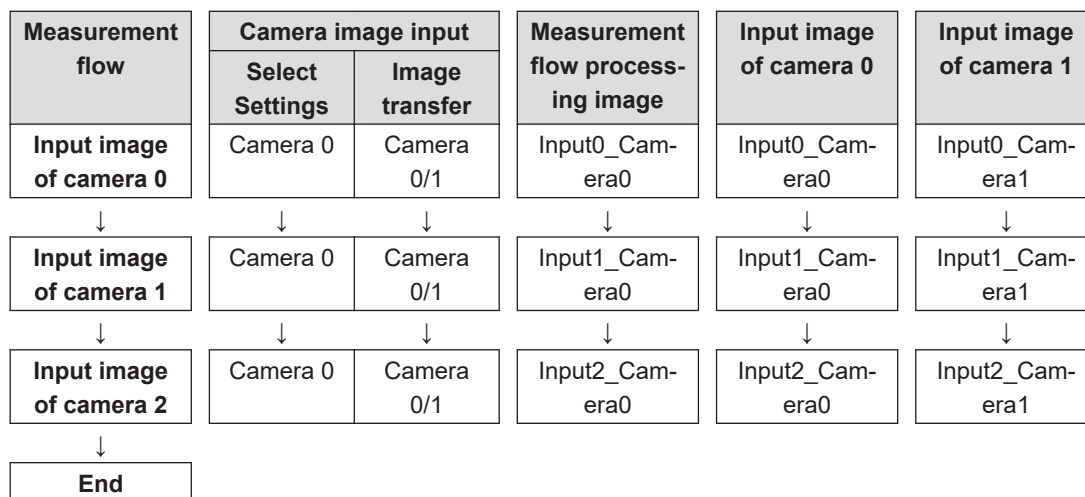 Measurement
flow
Camera image input
Select
Settings
Image
transfer
Measurement
flow process-
ing image
Input image
of camera 0
Input image
of camera 1
Input image
of camera 0
Camera 0
Camera
0/1
Input0_Cam-
era0
Input0_Cam-
era0
Input0_Cam-
era1
↓ ↓ ↓ ↓ ↓ ↓
Input image
of camera 1
Camera 0
Camera
0/1
Input1_Cam-
era0
Input1_Cam-
era0
Input1_Cam-
era1
↓ ↓ ↓ ↓ ↓ ↓
Input image
of camera 2
Camera 0
Camera
0/1
Input2_Cam-
era0
Input2_Cam-
era0
Input2_Cam-
era1
↓
End